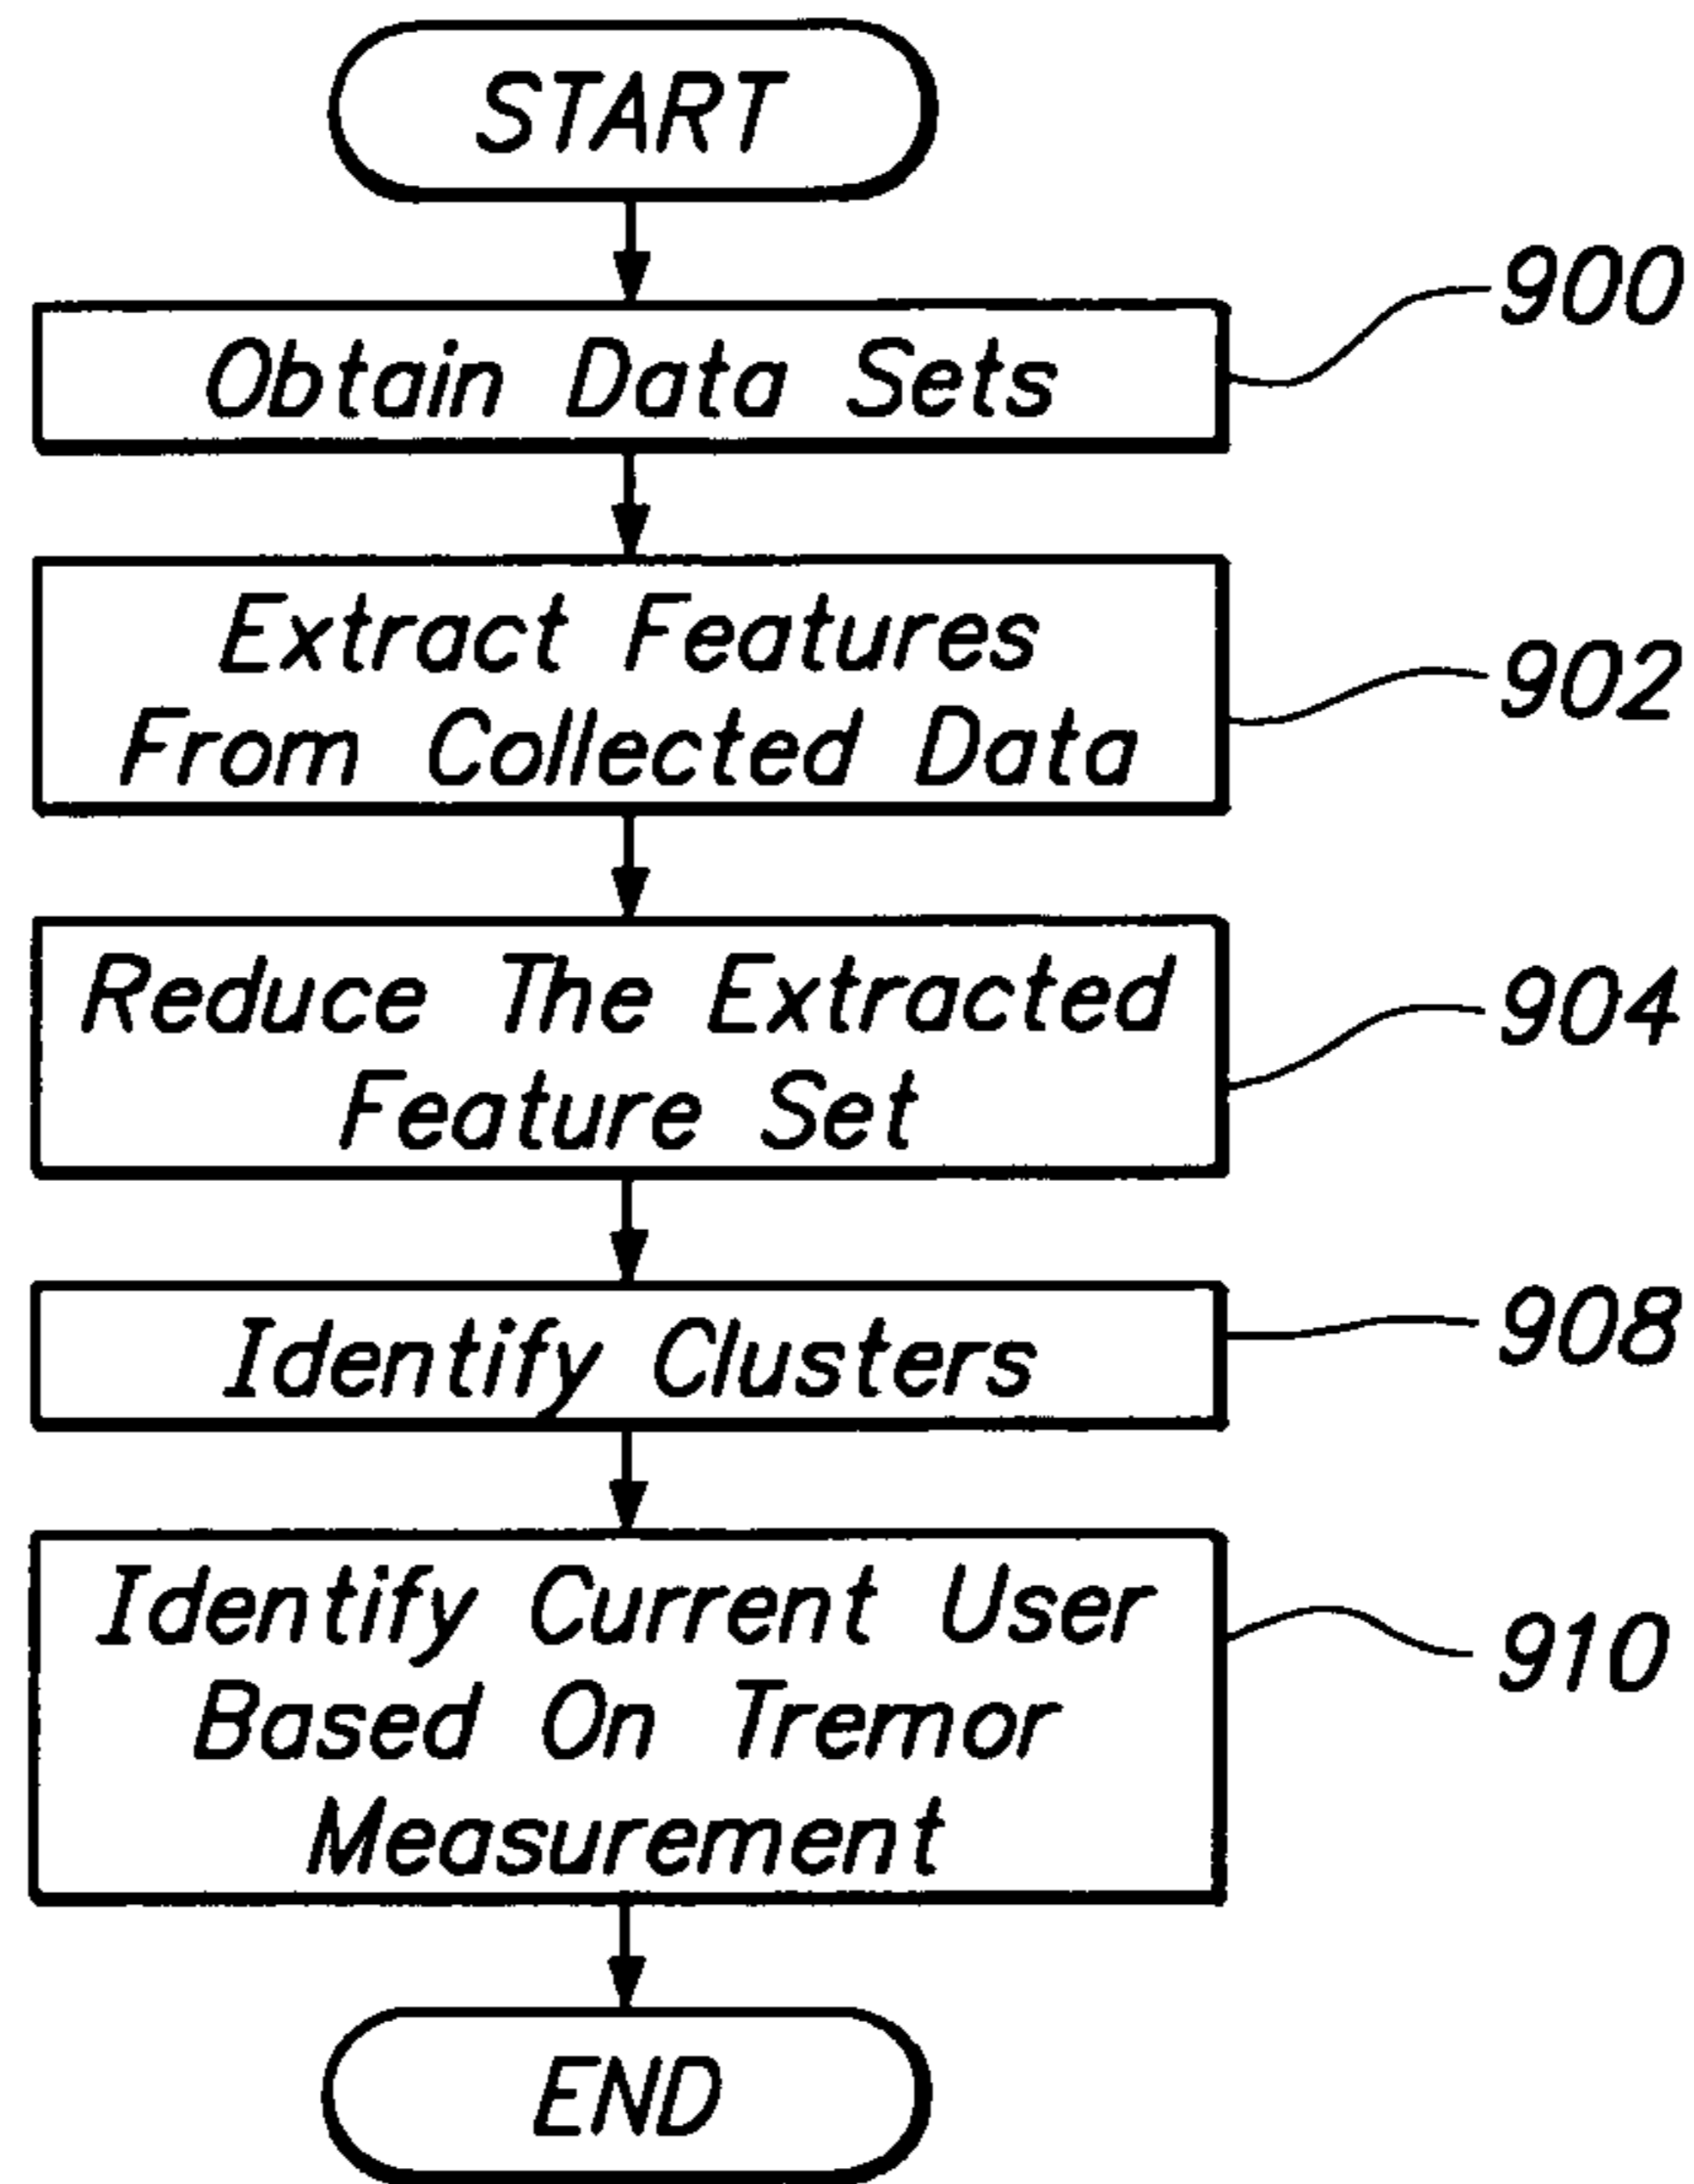 START
Obtain Data Sets
900
Extract Features
From Collected Data
902
Reduce The Extracted
Feature Set
904
Identify Clusters
908
Identify Current User
Based On Tremor
Measurement
910
END